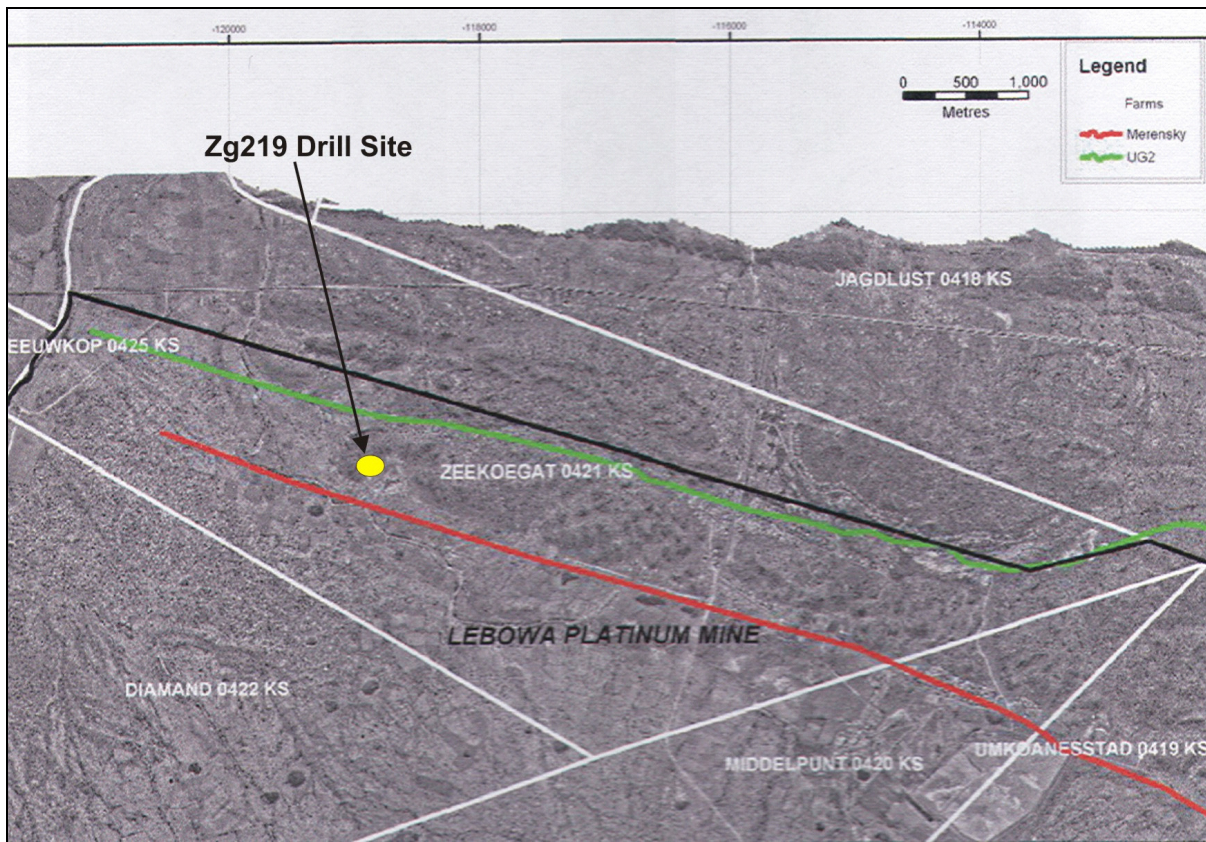 -120000
-118000
-116000
-114000
Legend
Farms
Merensky
UG2
0 500 1,000
Metres
Zg219 Drill Site
JAGDLUST 0418 KS
EEUWKOP 0425 KS
ZEEKOEGAT 0421 KS
LEBOWA PLATINUM MINE
DIAMAND 0422 KS
MIDDELPUNT 0420 KS
UMKOANESSTAD 0419 KS